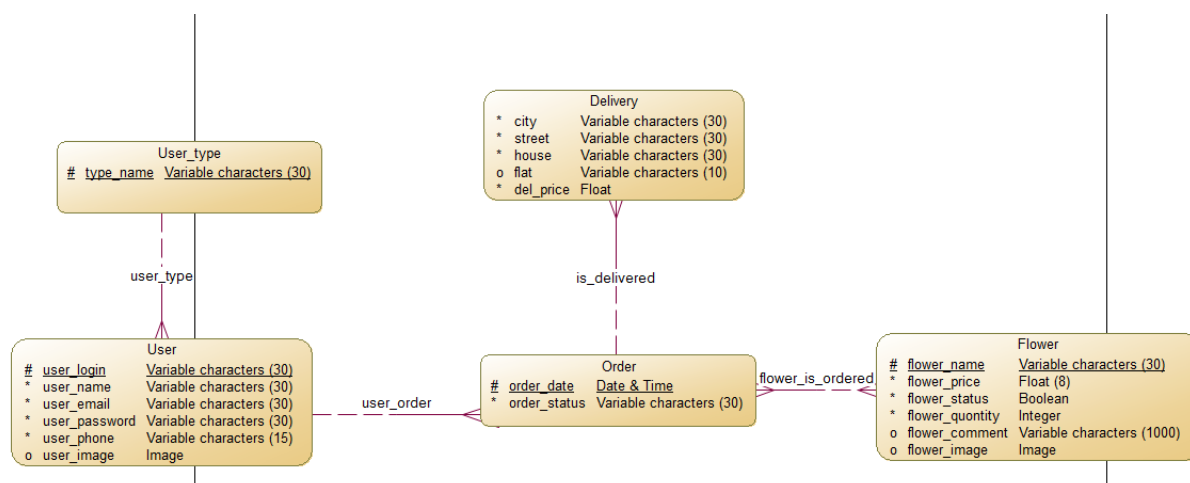 Delivery
* city Variable characters (30)
* street Variable characters (30)
* house Variable characters (30)
o flat Variable characters (10)
* del_price Float
User_type
# type_name Variable characters (30)
user_type
is_delivered
User
# user_login Variable characters (30)
* user_name Variable characters (30)
* user_email Variable characters (30)
* user_password Variable characters (30)
* user_phone Variable characters (15)
o user_image Image
user_order
Order
# order_date Date & Time
* order_status Variable characters (30)
flower_is_ordered
Flower
# flower_name Variable characters (30)
* flower_price Float (8)
* flower_status Boolean
* flower_quontity Integer
o flower_comment Variable characters (1000)
o flower_image Image